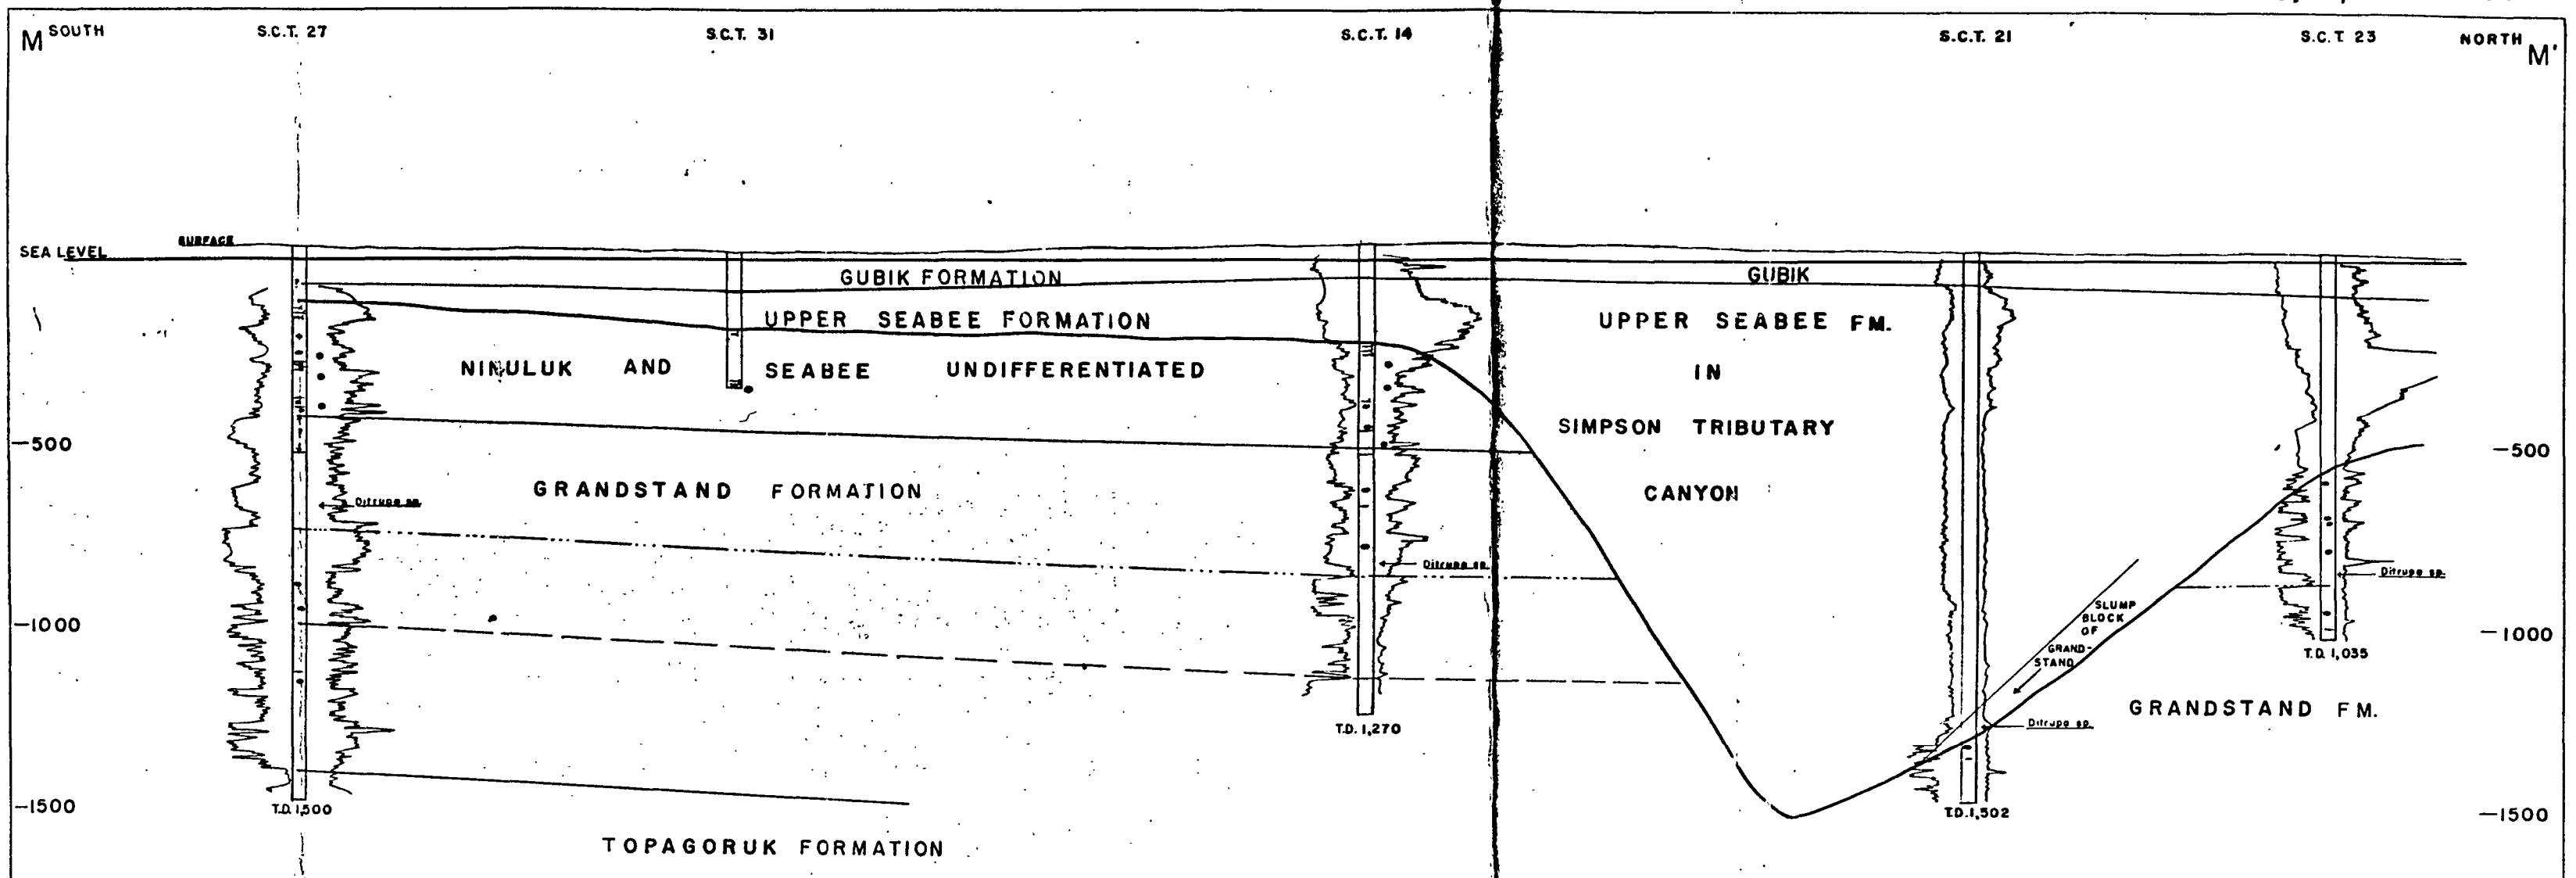 M SOUTH S.C.T. 27 S.C.T. 31 S.C.T. 14 S.C.T. 21 S.C.T. 23 NORTH M'
SURFACE
SEA LEVEL
GUBIK FORMATION GUBIK
UPPER SEABEE FORMATION UPPER SEABEE FM.
NINULUK AND SEABEE UNDIFFERENTIATED IN
SIMPSON TRIBUTARY
—500 —500
GRANDSTAND FORMATION CANYON
Ditrupa sp.
Ditrupa sp.
Ditrupa sp.
SLUMP
BLOCK
OF
GRAND-
STAND
—1000 —1000
T.D. 1,035
GRANDSTAND FM.
Ditrupa sp.
T.D. 1,270
—1500 —1500
T.D. 1,500 T.D. 1,502
TOPAGORUK FORMATION